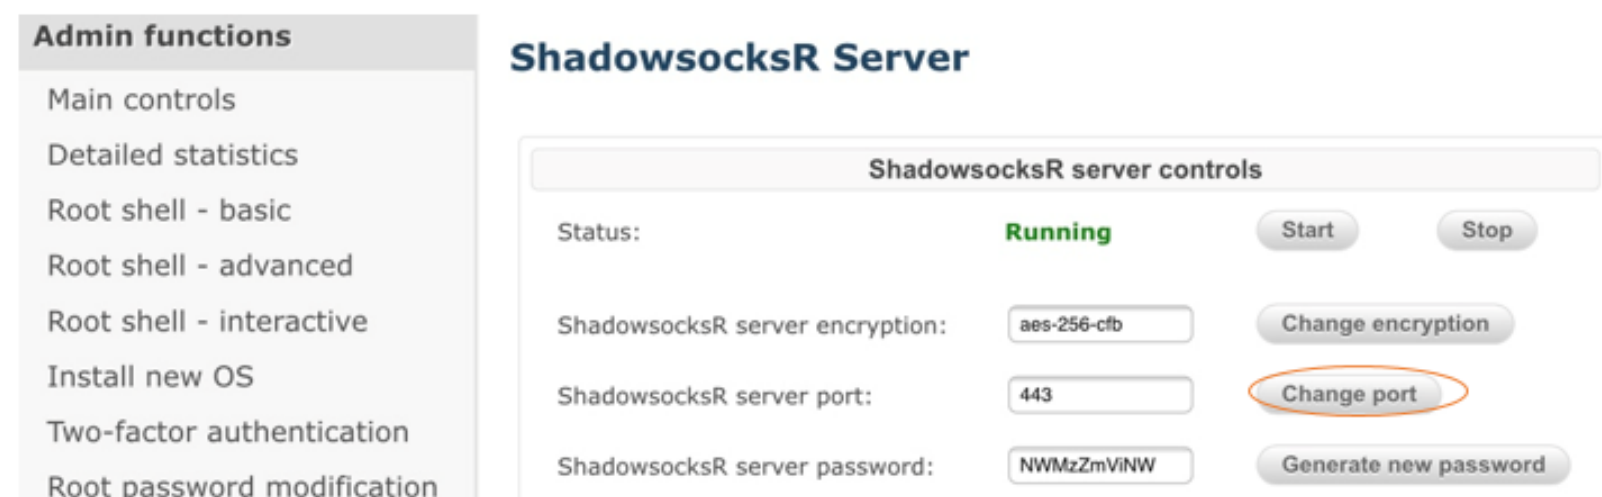 Admin functions
Main controls
Detailed statistics
Root shell - basic
Root shell - advanced
Root shell - interactive
Install new OS
Two-factor authentication
Root password modification
ShadowsocksR Server
ShadowsocksR server controls
Status: Running Start Stop
ShadowsocksR server encryption: aes-256-cfb Change encryption
ShadowsocksR server port: 443 Change port
ShadowsocksR server password: NWMzZmViNW Generate new password